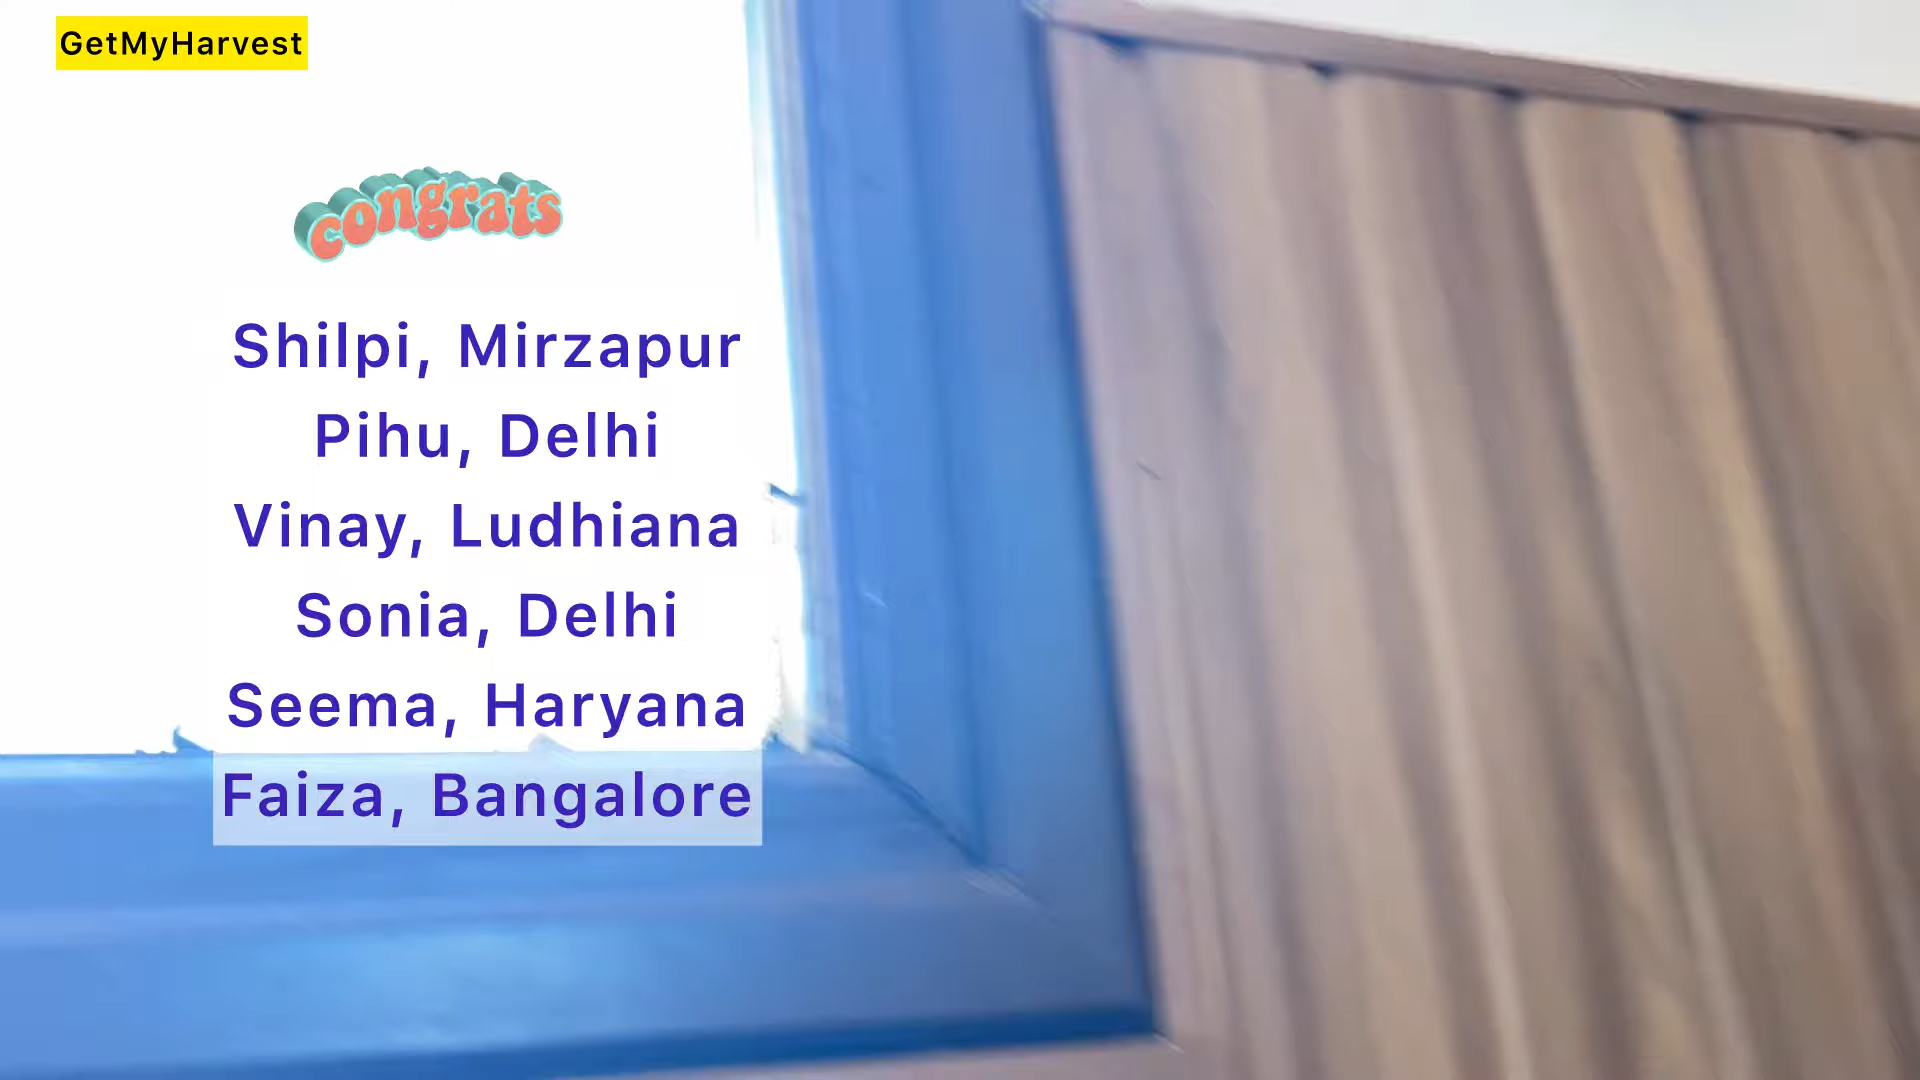 GetMyHarvest
congrats
Shilpi, Mirzapur
Pihu, Delhi
Vinay, Ludhiana
Sonia, Delhi
Seema, Haryana
Faiza, Bangalore